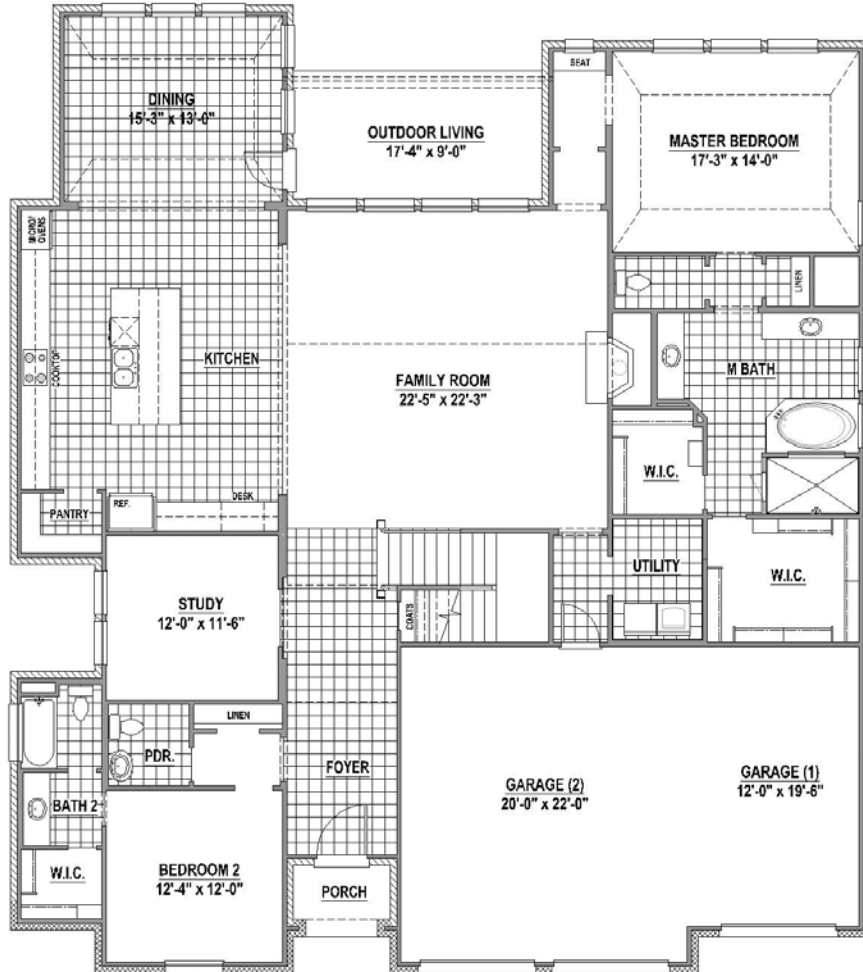 DINING
15'-3" x 13'-0"
OUTDOOR LIVING
17'-4" x 9'-0"
SEAT
MASTER BEDROOM
17'-3" x 14'-0"
MICRO/
OVENS
LINEN
COOKTOP
KITCHEN
FAMILY ROOM
22'-5" x 22'-3"
M BATH
W.I.C.
REF.
DESK
PANTRY
UTILITY
W.I.C.
STUDY
12'-0" x 11'-6"
COATS
LINEN
PDR.
FOYER
GARAGE (2)
20'-0" x 22'-0"
GARAGE (1)
12'-0" x 19'-6"
BATH 2
W.I.C.
BEDROOM 2
12'-4" x 12'-0"
PORCH